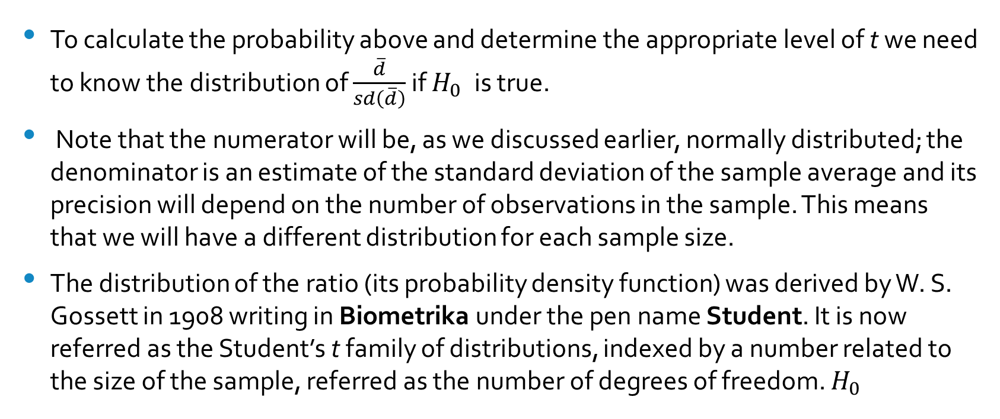 • To calculate the probability above and determine the appropriate level of t we need
to know the distribution of d̄/sd(d̄) if H₀ is true.
• Note that the numerator will be, as we discussed earlier, normally distributed; the
denominator is an estimate of the standard deviation of the sample average and its
precision will depend on the number of observations in the sample. This means
that we will have a different distribution for each sample size.
• The distribution of the ratio (its probability density function) was derived by W. S.
Gossett in 1908 writing in Biometrika under the pen name Student. It is now
referred as the Student’s t family of distributions, indexed by a number related to
the size of the sample, referred as the number of degrees of freedom. H₀